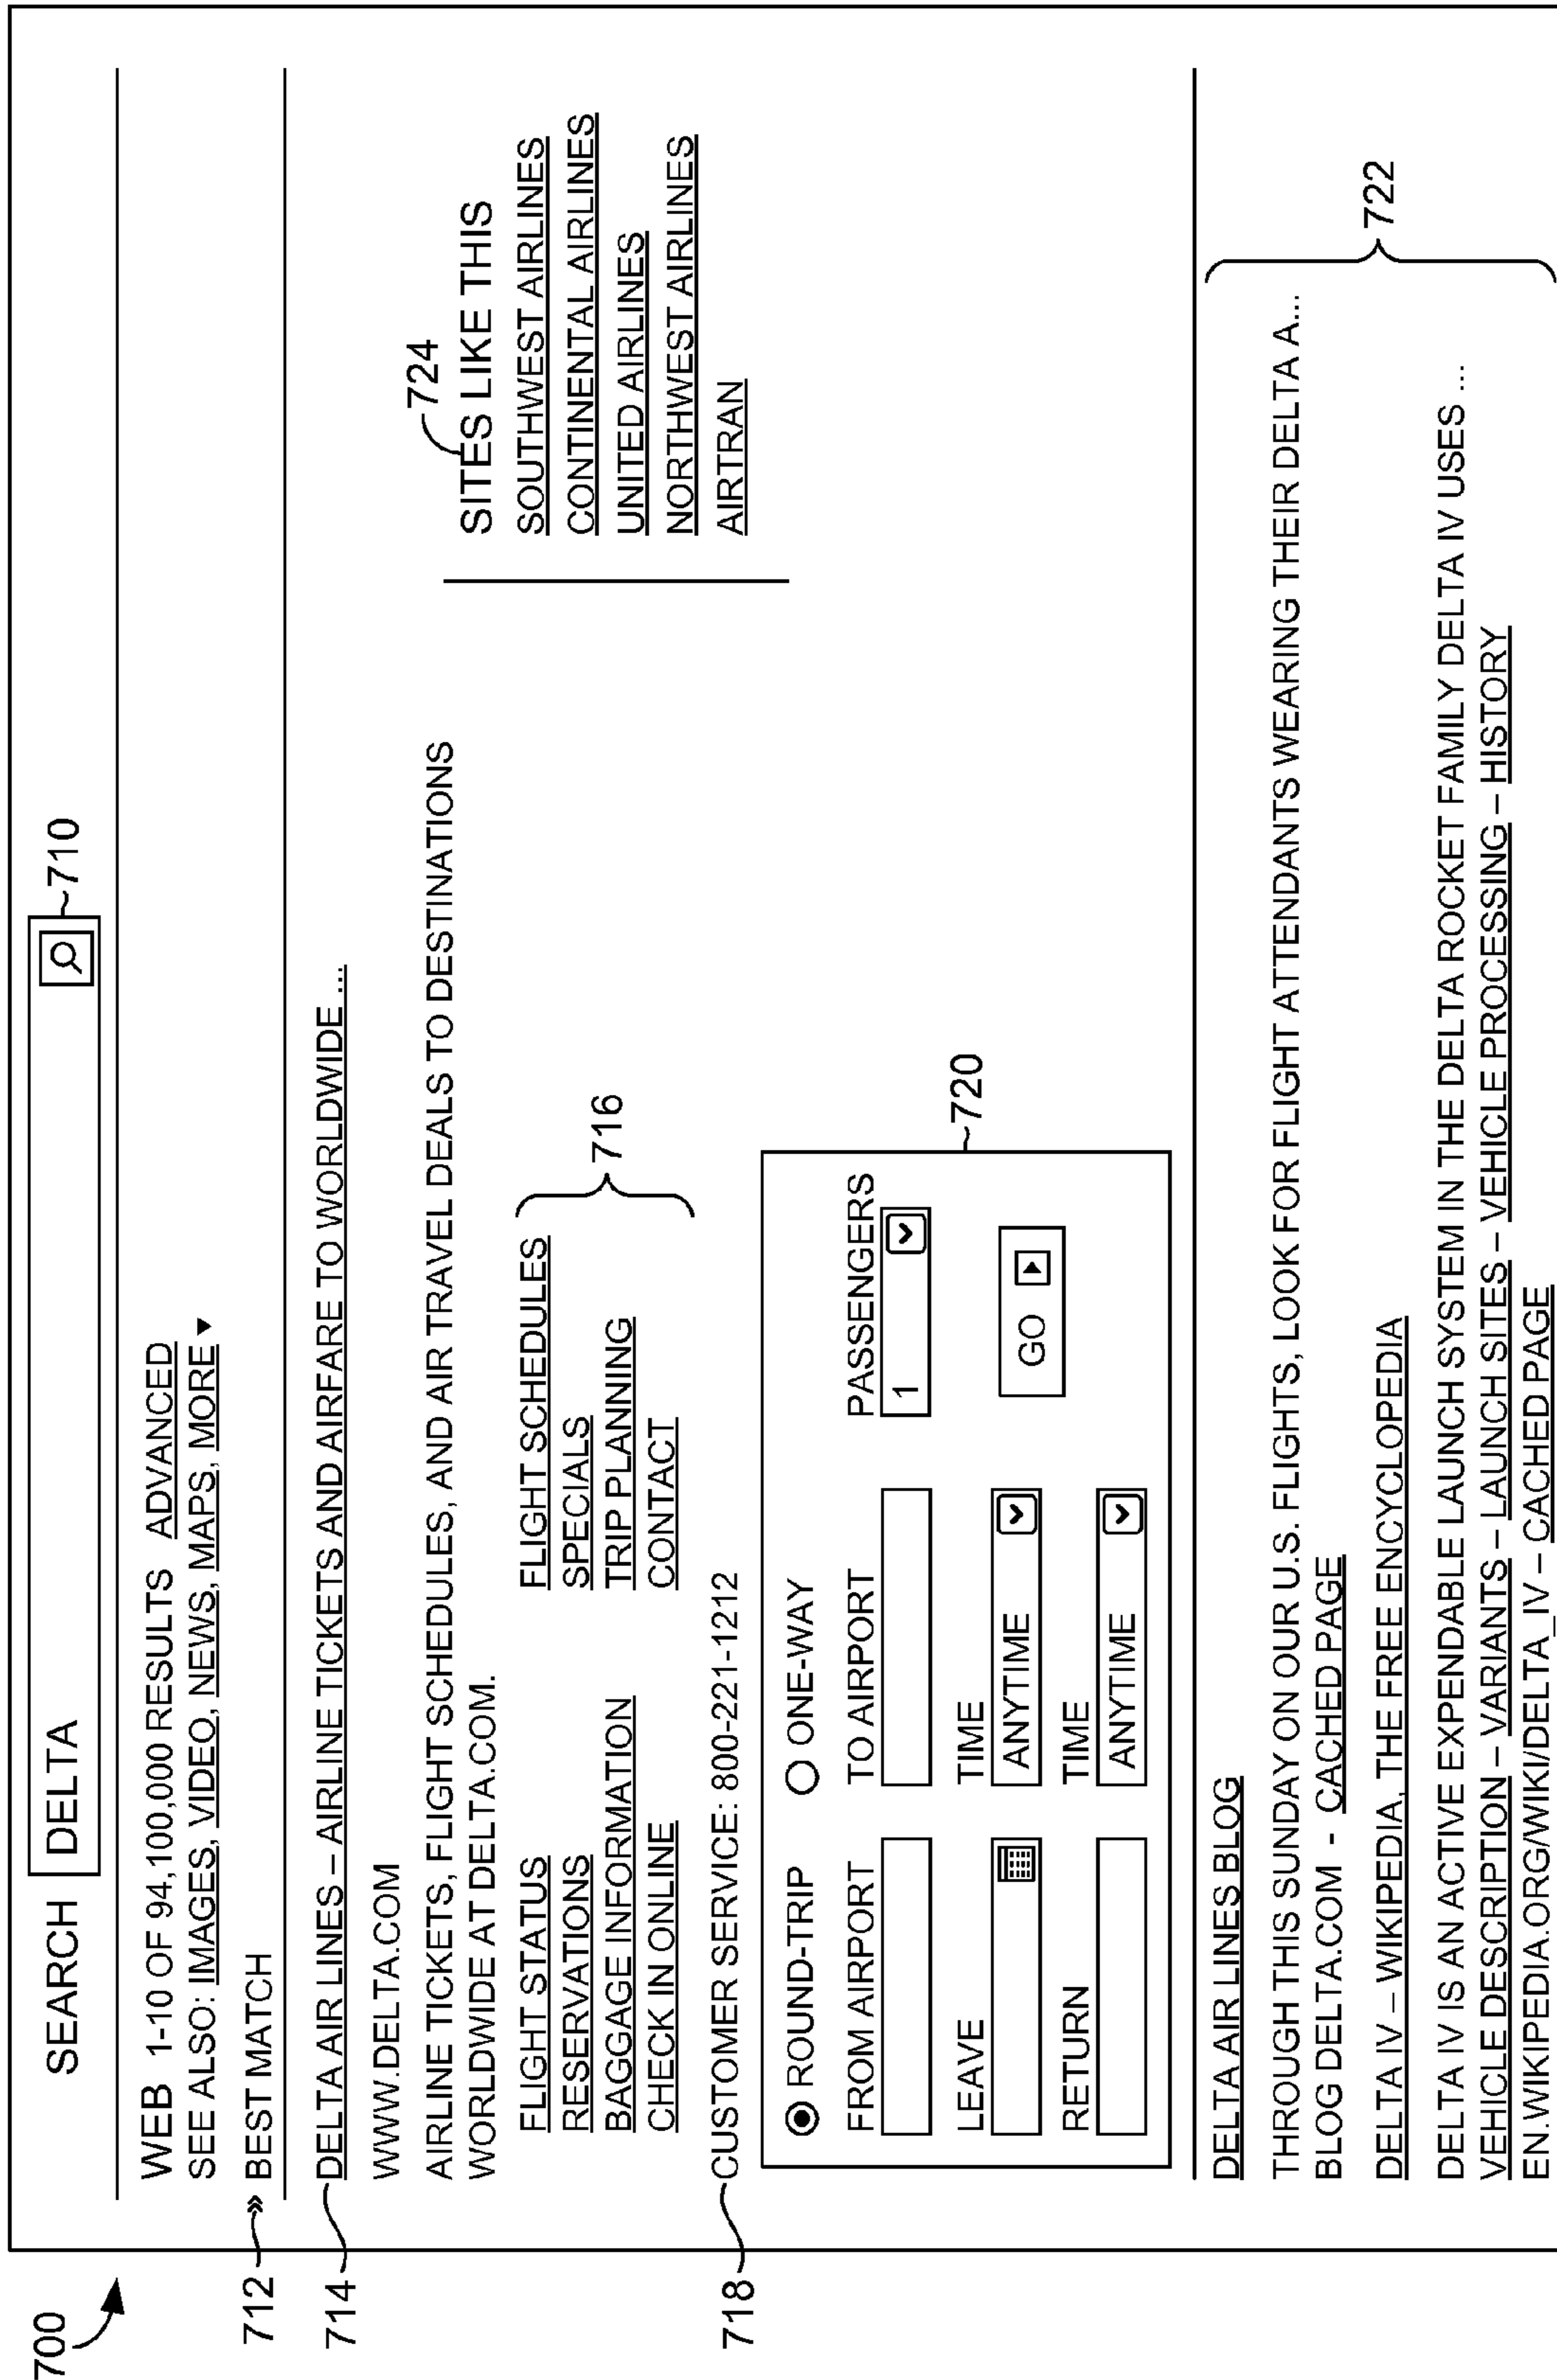 700
SEARCH DELTA 710
WEB 1-10 OF 94,100,000 RESULTS ADVANCED
SEE ALSO: IMAGES, VIDEO, NEWS, MAPS, MORE ▼
712 » BEST MATCH
714 DELTA AIR LINES – AIRLINE TICKETS AND AIRFARE TO WORLDWIDE ...
WWW.DELTA.COM
AIRLINE TICKETS, FLIGHT SCHEDULES, AND AIR TRAVEL DEALS TO DESTINATIONS
WORLDWIDE AT DELTA.COM.
FLIGHT STATUS FLIGHT SCHEDULES
RESERVATIONS SPECIALS
BAGGAGE INFORMATION TRIP PLANNING
CHECK IN ONLINE CONTACT
716
724
SITES LIKE THIS
SOUTHWEST AIRLINES
CONTINENTAL AIRLINES
UNITED AIRLINES
NORTHWEST AIRLINES
AIRTRAN
718 CUSTOMER SERVICE: 800-221-1212
ROUND-TRIP ONE-WAY
FROM AIRPORT TO AIRPORT PASSENGERS
1
LEAVE TIME
ANYTIME GO
RETURN TIME
ANYTIME
720
DELTA AIR LINES BLOG
THROUGH THIS SUNDAY ON OUR U.S. FLIGHTS, LOOK FOR FLIGHT ATTENDANTS WEARING THEIR DELTA A...
BLOG DELTA.COM - CACHED PAGE
DELTA IV – WIKIPEDIA, THE FREE ENCYCLOPEDIA
DELTA IV IS AN ACTIVE EXPENDABLE LAUNCH SYSTEM IN THE DELTA ROCKET FAMILY DELTA IV USES ...
VEHICLE DESCRIPTION – VARIANTS – LAUNCH SITES – VEHICLE PROCESSING – HISTORY
EN.WIKIPEDIA.ORG/WIKI/DELTA_IV – CACHED PAGE
722